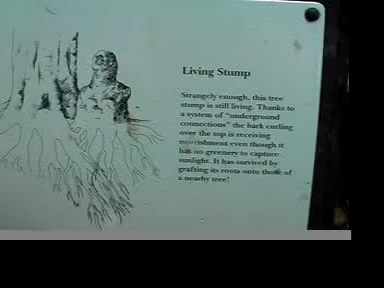 Living Stump
Strangely enough, this tree
stump is still living. Thanks to
a system of "underground
connections" the bark curling
over the top is receiving
nourishment even though it
has no greenery to capture
sunlight. It has survived by
grafting its roots onto those of
a nearby tree!